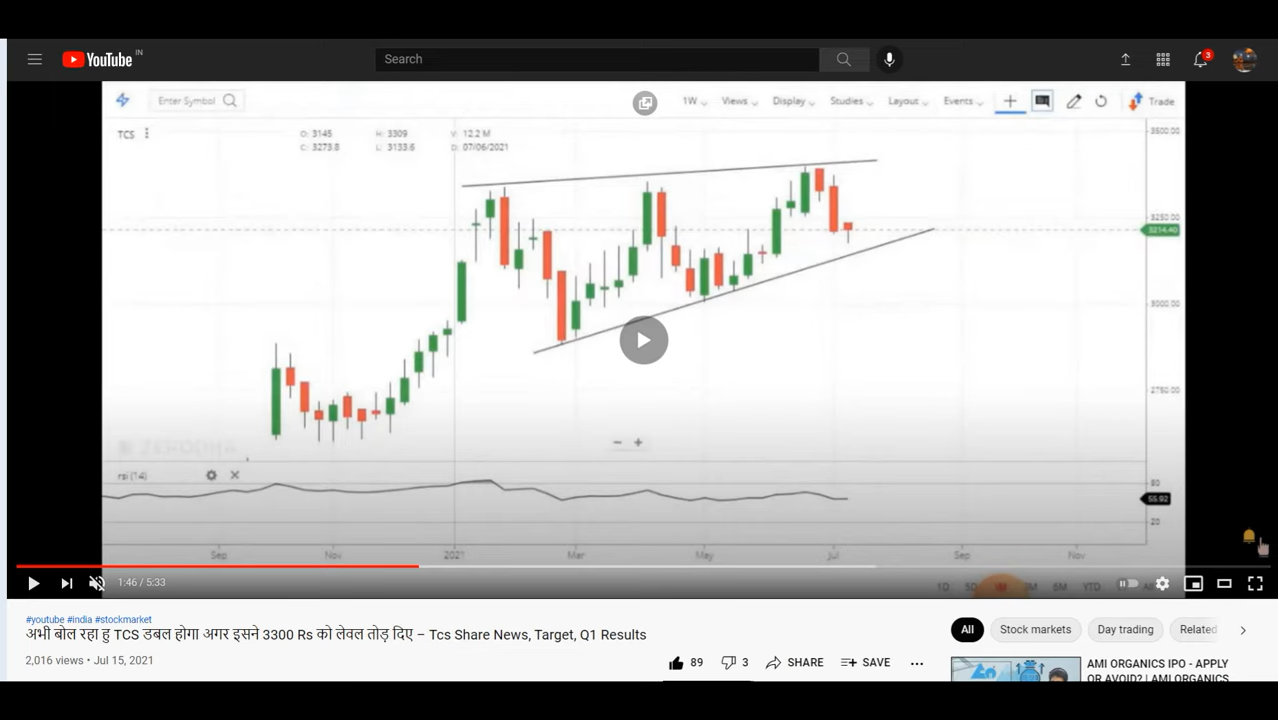 YouTube IN
Search
3
Enter Symbol
1W Views Display Studies Layout Events Trade
TCS
O: 3145 H: 3309 V: 12.2 M
C: 3273.8 L: 3133.6 D: 07/06/2021
3500.00
3250.00
3214.40
3000.00
2750.00
ZERODHA
rsi (14)
80
55.92
20
Sep Nov 2021 Mar May Jul Sep Nov
1D 5D 1M 3M 6M YTD
1:46 / 5:33
#youtube #india #stockmarket
अभी बोल रहा हु TCS डबल होगा अगर इसने 3300 Rs को लेवल तोड़ दिए – Tcs Share News, Target, Q1 Results
2,016 views • Jul 15, 2021
89 3 SHARE SAVE
All Stock markets Day trading Related
AMI ORGANICS IPO - APPLY
OR AVOID? | AMI ORGANICS